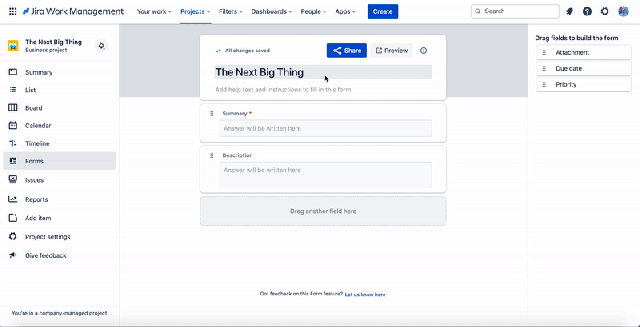 Jira Work Management
Your work
Projects
Filters
Dashboards
People
Apps
Create
Search
The Next Big Thing
Business project
Summary
List
Board
Calendar
Timeline
Forms
Issues
Reports
Add item
Project settings
Give feedback
You're in a company-managed project
All changes saved
Share
Preview
The Next Big Thing
Add help text and instructions to fill in this form
Summary *
Answer will be written here
Description
Answer will be written here
Drag another field here
Got feedback on this Form feature? Let us know here
Drag fields to build the form
Attachment
Due date
Priority